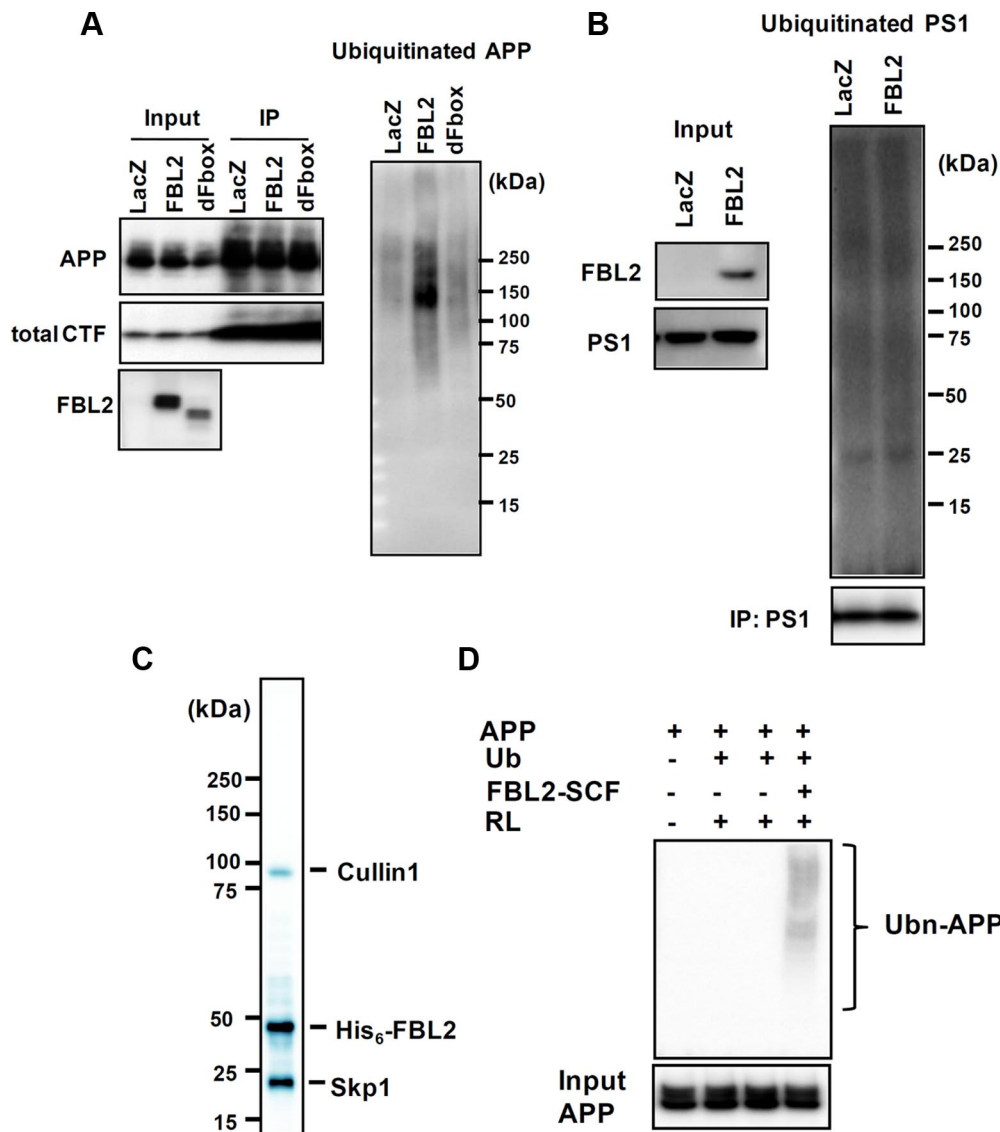 A
Ubiquitinated APP
Input IP
LacZ FBL2 dFbox LacZ FBL2 dFbox
LacZ FBL2 dFbox
(kDa)
APP
total CTF
FBL2
250
150
100
75
50
25
15
B
Ubiquitinated PS1
Input
LacZ FBL2
LacZ FBL2
(kDa)
FBL2
PS1
250
150
100
75
50
25
15
IP: PS1
C
(kDa)
250
150
100
75
50
25
15
Cullin1
His₆-FBL2
Skp1
D
APP + + + +
Ub - + + +
FBL2-SCF - - - +
RL - + + +
Ubn-APP
Input
APP